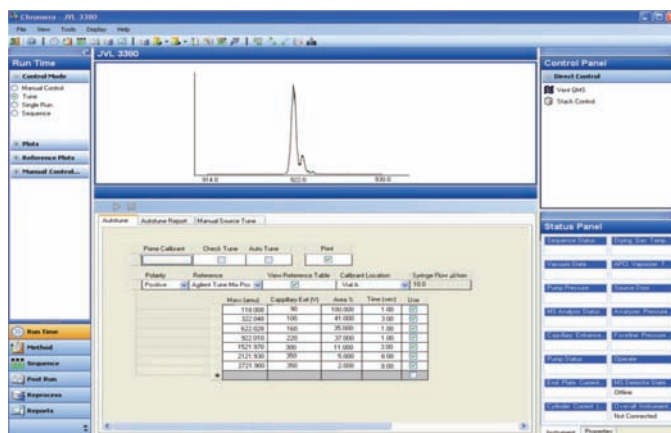 Chromera - JVL 3380
File View Tools Display Help
Run Time
Control Mode
Manual Control
Tune
Single Run
Sequence
Plots
Reference Plots
Manual Control...
Run Time
Method
Sequence
Post Run
Reprocess
Reports
JVL 3380
914.0 922.0 930.0
Autotune Autotune Report Manual Source Tune
Prime Calibrant Check Tune Auto Tune Print
Polarity Reference View Reference Table Calibrant Location Syringe Flow µl/min
Positive Agilent Tune Mix Pos Vial A 10.0
Mass (amu) Cappillary Exit (V) Area % Time (sec) Use
118.000 90 100.000 1.00
322.048 100 41.000 3.00
622.028 160 35.000 1.00
922.010 220 37.000 1.00
1521.970 300 11.000 3.00
2121.930 350 5.000 8.00
2721.900 350 2.000 8.00
Control Panel
Direct Control
Vent QMS
Stack Control
Status Panel
Sequence Status Drying Gas Temp...
Vacuum State APCI Vaporizer T...
Pump Pressure Source Door
MS Analysis Status Analyzer Pressure
Capillary Entrance... Foreline Pressure
Pump Status Operate
End Plate Current MS Detector State
Offline
Cylinder Current (... Overall Instrument...
Not Connected
Instrument Properties